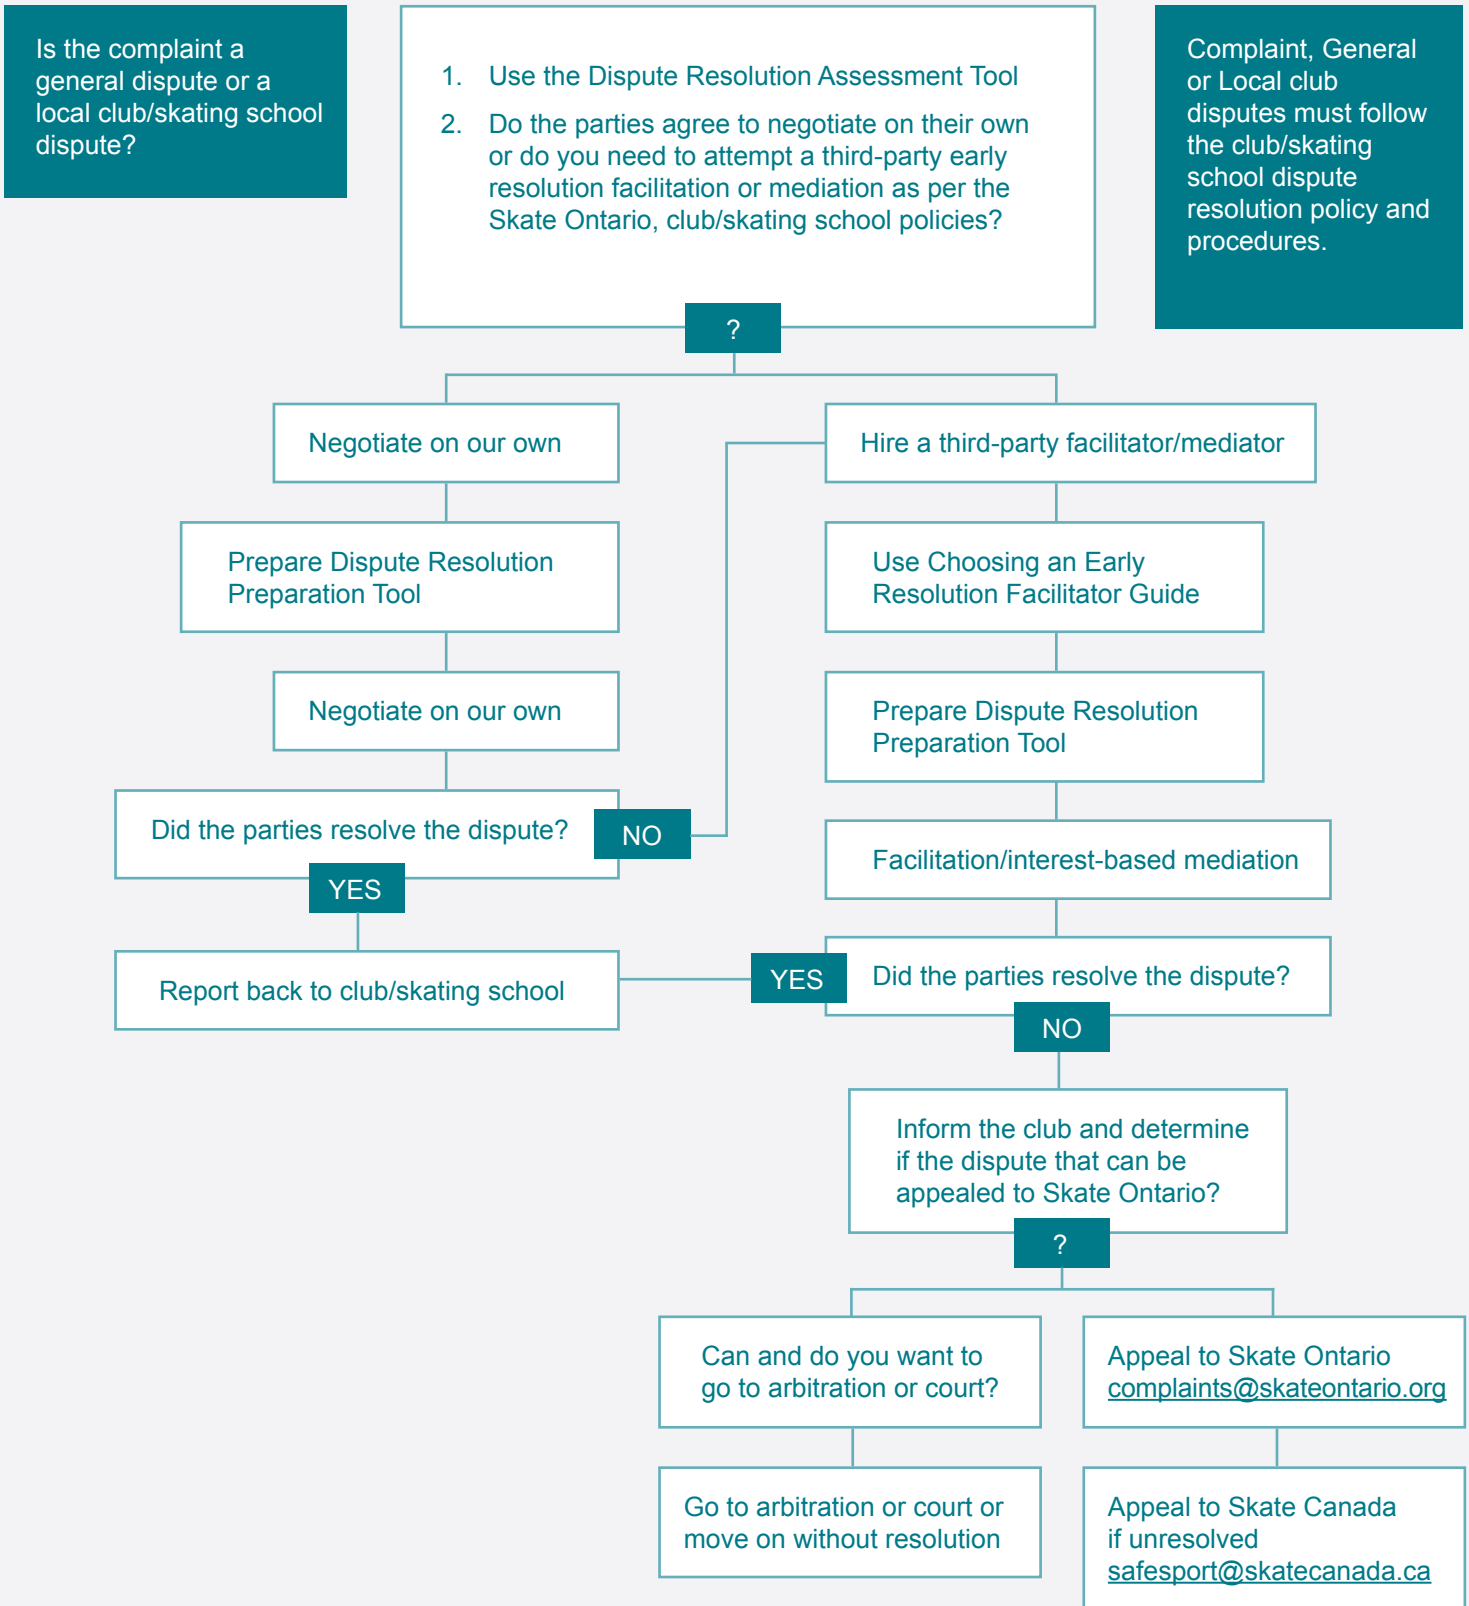 Is the complaint a
general dispute or a
local club/skating school
dispute?
1. Use the Dispute Resolution Assessment Tool
2. Do the parties agree to negotiate on their own
or do you need to attempt a third-party early
resolution facilitation or mediation as per the
Skate Ontario, club/skating school policies?
Complaint, General
or Local club
disputes must follow
the club/skating
school dispute
resolution policy and
procedures.
?
Negotiate on our own
Hire a third-party facilitator/mediator
Prepare Dispute Resolution
Preparation Tool
Use Choosing an Early
Resolution Facilitator Guide
Negotiate on our own
Prepare Dispute Resolution
Preparation Tool
Did the parties resolve the dispute?
NO
YES
Facilitation/interest-based mediation
Report back to club/skating school
YES
Did the parties resolve the dispute?
NO
Inform the club and determine
if the dispute that can be
appealed to Skate Ontario?
?
Can and do you want to
go to arbitration or court?
Appeal to Skate Ontario
complaints@skateontario.org
Go to arbitration or court or
move on without resolution
Appeal to Skate Canada
if unresolved
safesport@skatecanada.ca